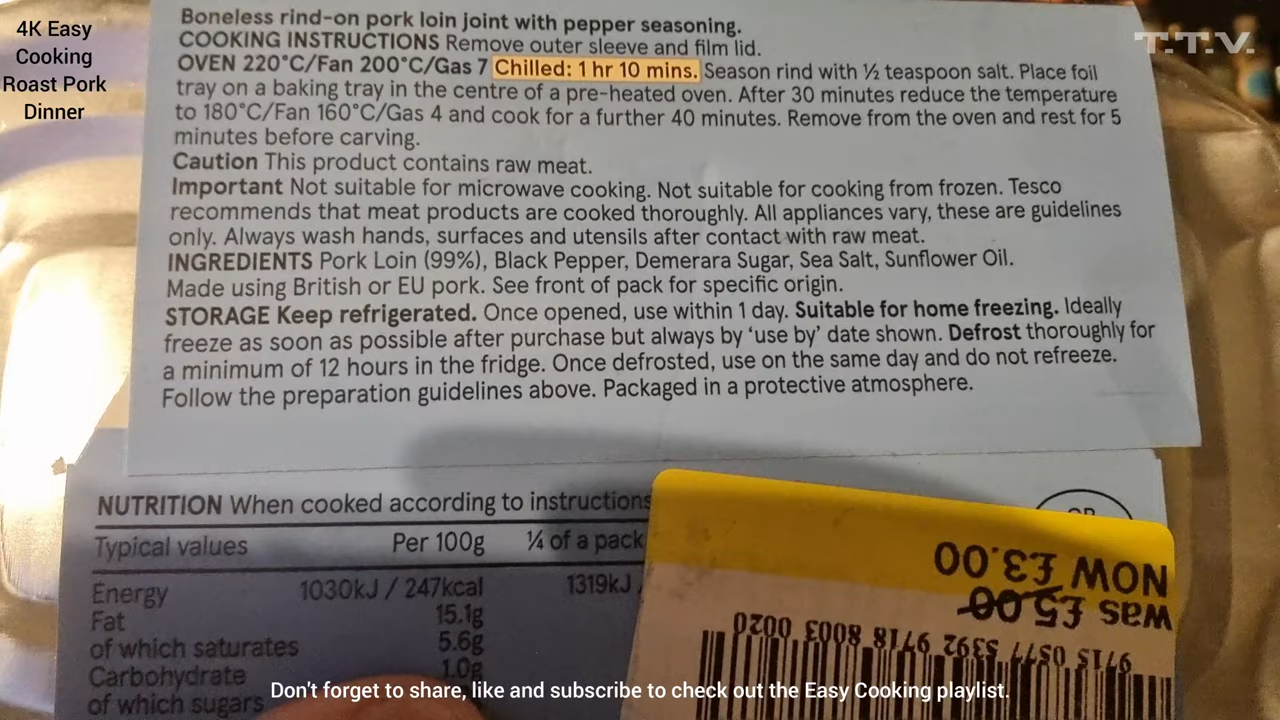 4K Easy
Cooking
Roast Pork
Dinner
T.T.V.
Boneless rind-on pork loin joint with pepper seasoning.
COOKING INSTRUCTIONS Remove outer sleeve and film lid.
OVEN 220°C/Fan 200°C/Gas 7 Chilled: 1 hr 10 mins. Season rind with ½ teaspoon salt. Place foil
tray on a baking tray in the centre of a pre-heated oven. After 30 minutes reduce the temperature
to 180°C/Fan 160°C/Gas 4 and cook for a further 40 minutes. Remove from the oven and rest for 5
minutes before carving.
Caution This product contains raw meat.
Important Not suitable for microwave cooking. Not suitable for cooking from frozen. Tesco
recommends that meat products are cooked thoroughly. All appliances vary, these are guidelines
only. Always wash hands, surfaces and utensils after contact with raw meat.
INGREDIENTS Pork Loin (99%), Black Pepper, Demerara Sugar, Sea Salt, Sunflower Oil.
Made using British or EU pork. See front of pack for specific origin.
STORAGE Keep refrigerated. Once opened, use within 1 day. Suitable for home freezing. Ideally
freeze as soon as possible after purchase but always by ‘use by’ date shown. Defrost thoroughly for
a minimum of 12 hours in the fridge. Once defrosted, use on the same day and do not refreeze.
Follow the preparation guidelines above. Packaged in a protective atmosphere.
NUTRITION When cooked according to instructions
Typical values Per 100g ¼ of a pack
Energy 1030kJ / 247kcal 1319kJ /
Fat 15.1g
of which saturates 5.6g
Carbohydrate 1.0g
of which sugars
NOW £3.00
was £5.00
9715 0577 5392 9718 8003 0020
Don't forget to share, like and subscribe to check out the Easy Cooking playlist.